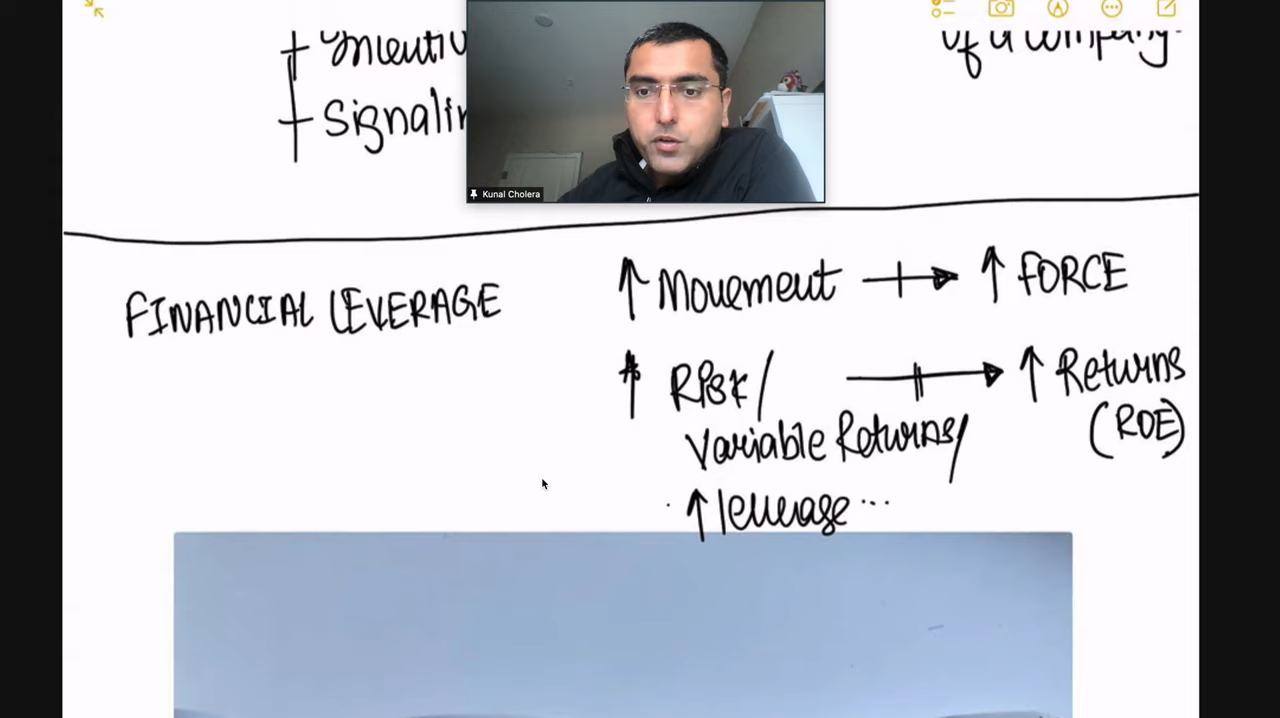 Signalin
of a company.
Kunal Cholera
FINANCIAL LEVERAGE
↑ Movement → ↑ FORCE
↑ Risk/ → ↑ Returns
Variable Returns/ (ROE)
↑ leverage ...